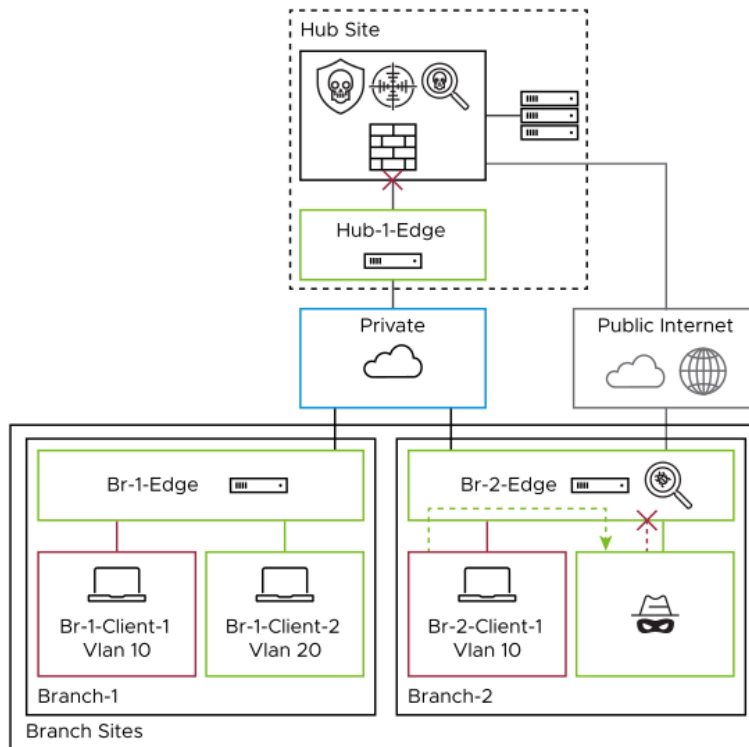 Hub Site
Hub-1-Edge
Private
Public Internet
Br-1-Edge
Br-2-Edge
Br-1-Client-1
Vlan 10
Br-1-Client-2
Vlan 20
Br-2-Client-1
Vlan 10
Branch-1
Branch-2
Branch Sites